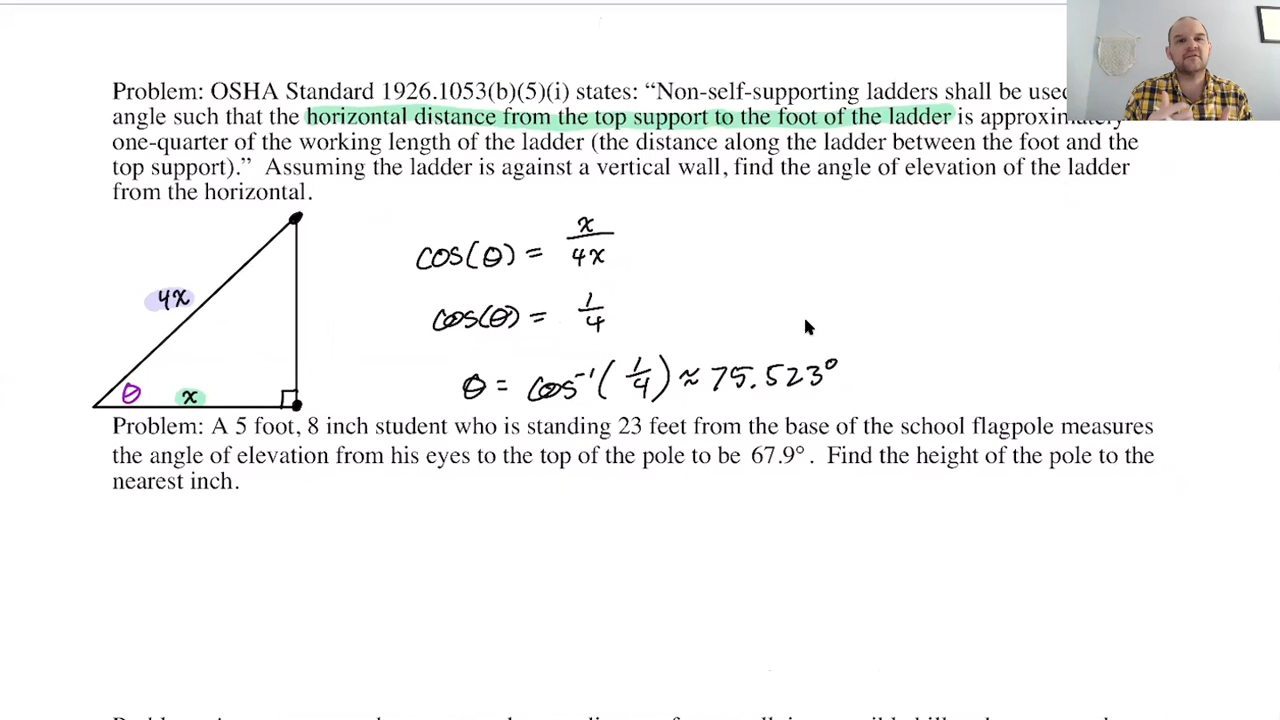 Problem: OSHA Standard 1926.1053(b)(5)(i) states: “Non-self-supporting ladders shall be used
angle such that the horizontal distance from the top support to the foot of the ladder is approximately
one-quarter of the working length of the ladder (the distance along the ladder between the foot and the
top support).” Assuming the ladder is against a vertical wall, find the angle of elevation of the ladder
from the horizontal.
4x
θ
x
cos(θ) = x/4x
cos(θ) = 1/4
θ = cos⁻¹(1/4) ≈ 75.523°
Problem: A 5 foot, 8 inch student who is standing 23 feet from the base of the school flagpole measures
the angle of elevation from his eyes to the top of the pole to be 67.9°. Find the height of the pole to the
nearest inch.